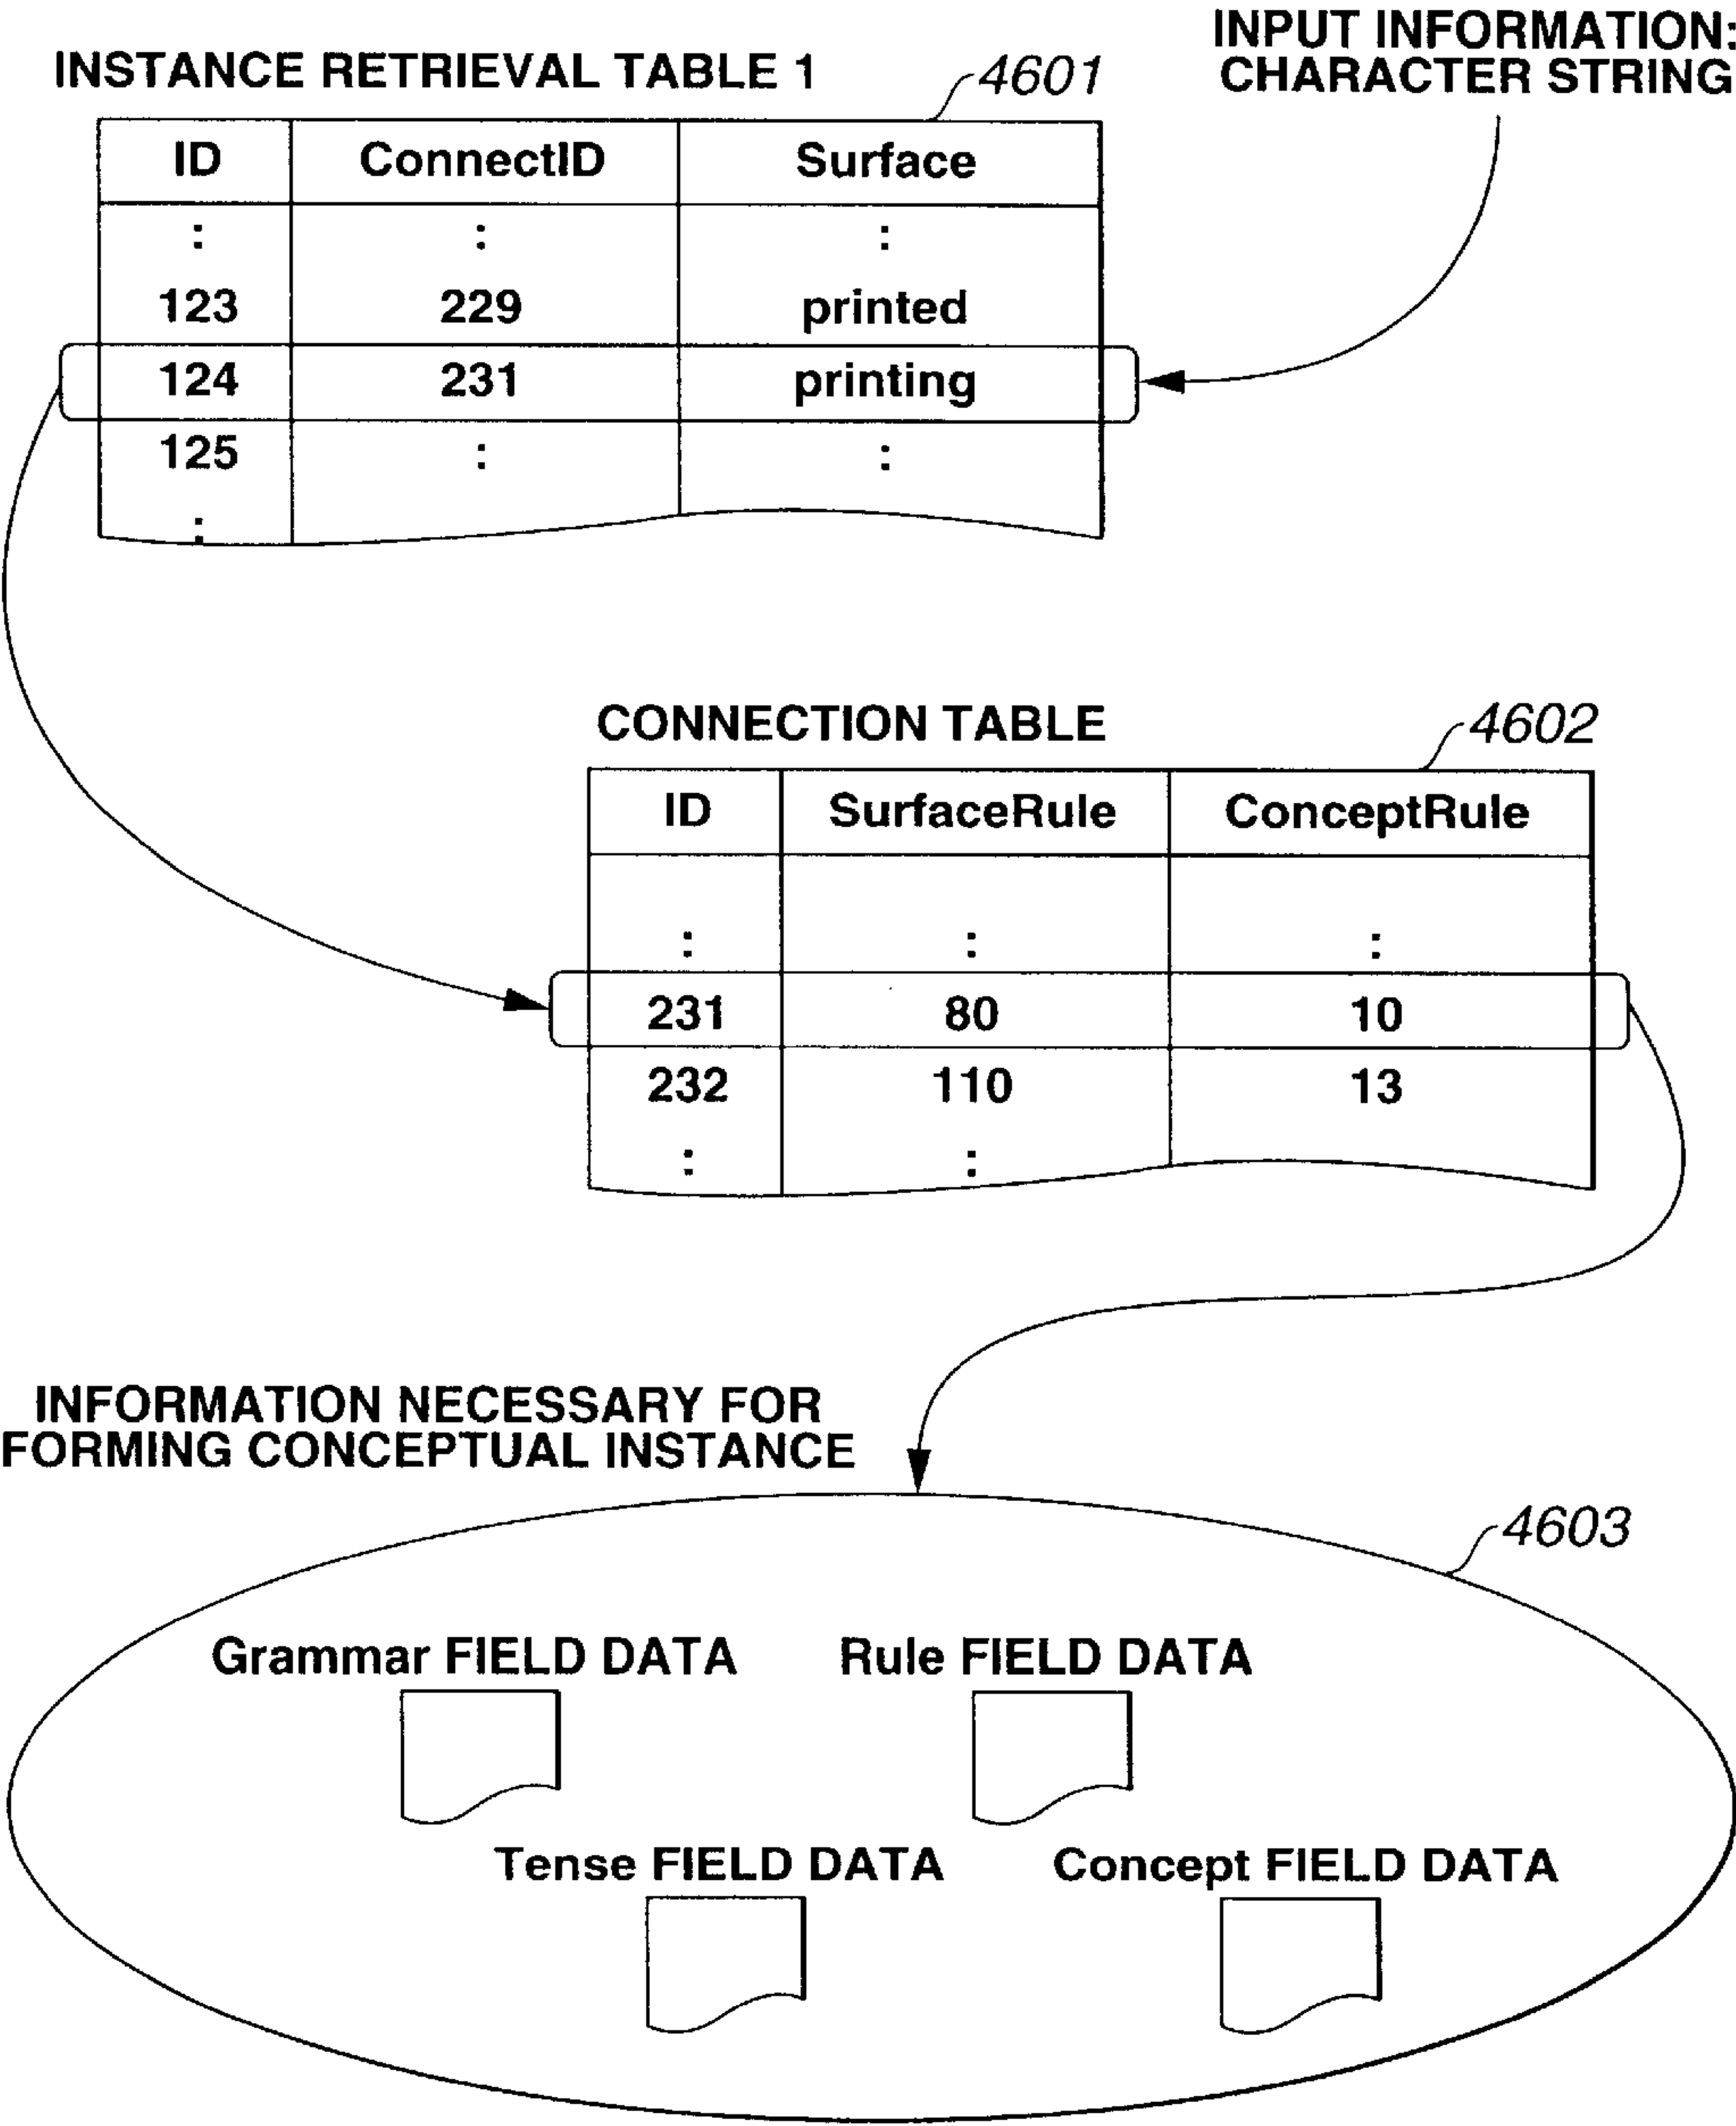 INPUT INFORMATION:
CHARACTER STRING
INSTANCE RETRIEVAL TABLE 1
4601
ID ConnectID Surface
: : :
123 229 printed
124 231 printing
125 : :
:
CONNECTION TABLE
4602
ID SurfaceRule ConceptRule
: : :
231 80 10
232 110 13
: :
INFORMATION NECESSARY FOR
FORMING CONCEPTUAL INSTANCE
4603
Grammar FIELD DATA Rule FIELD DATA
Tense FIELD DATA Concept FIELD DATA